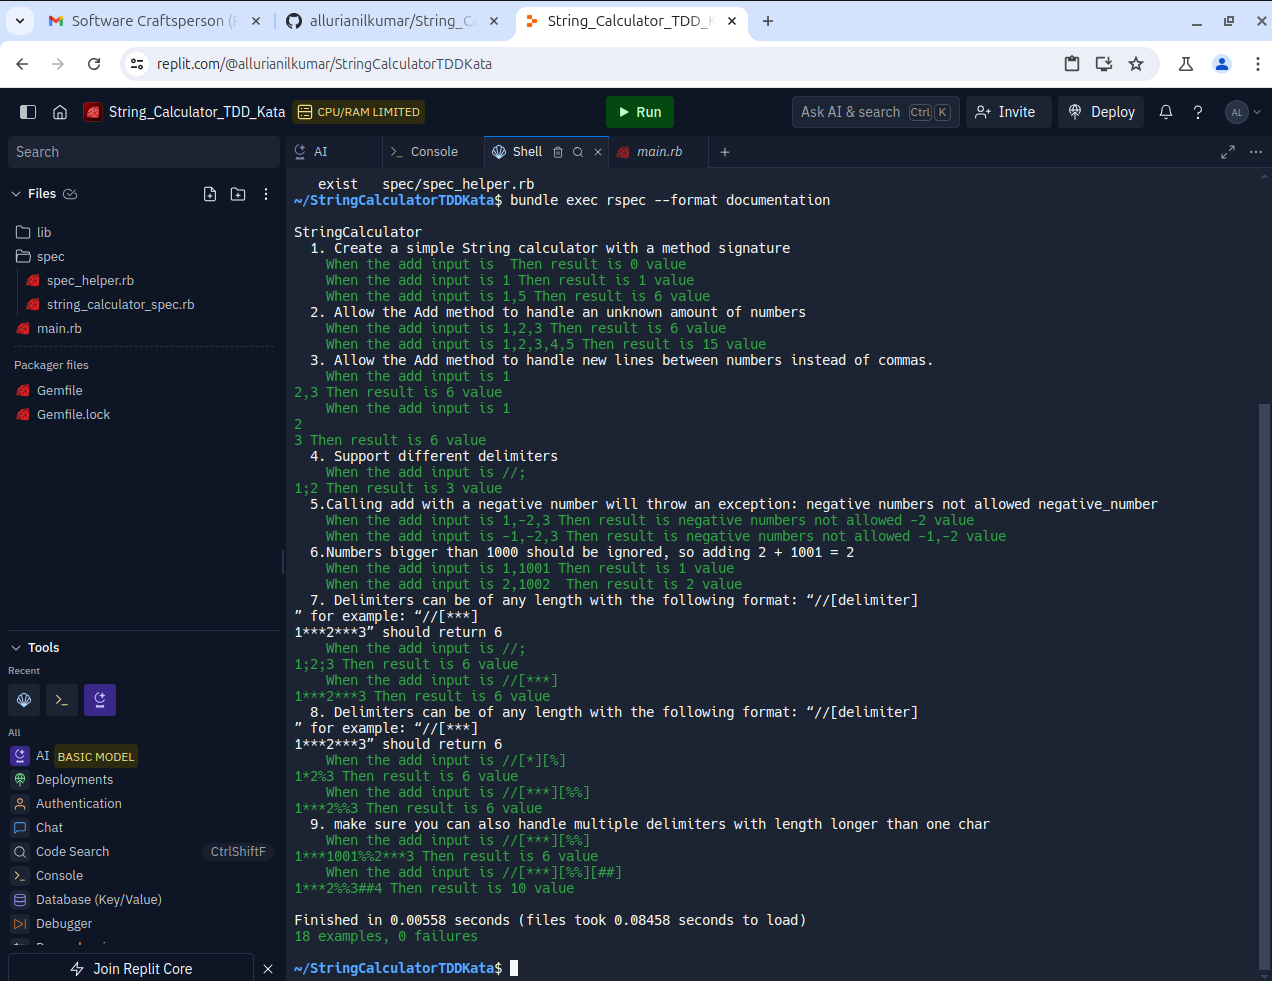 Software Craftsperson (
allurianilkumar/String_C
String_Calculator_TDD_
replit.com/@allurianilkumar/StringCalculatorTDDKata
String_Calculator_TDD_Kata
CPU/RAM LIMITED
Run
Ask AI & search Ctrl K
Invite
Deploy
AL
Search
AI
Console
Shell
main.rb
Files
lib
spec
spec_helper.rb
string_calculator_spec.rb
main.rb
Packager files
Gemfile
Gemfile.lock
Tools
Recent
All
AI BASIC MODEL
Deployments
Authentication
Chat
Code Search CtrlShiftF
Console
Database (Key/Value)
Debugger
Join Replit Core
exist spec/spec_helper.rb
~/StringCalculatorTDDKata$ bundle exec rspec --format documentation
StringCalculator
1. Create a simple String calculator with a method signature
When the add input is  Then result is 0 value
When the add input is 1 Then result is 1 value
When the add input is 1,5 Then result is 6 value
2. Allow the Add method to handle an unknown amount of numbers
When the add input is 1,2,3 Then result is 6 value
When the add input is 1,2,3,4,5 Then result is 15 value
3. Allow the Add method to handle new lines between numbers instead of commas.
When the add input is 1
2,3 Then result is 6 value
When the add input is 1
2
3 Then result is 6 value
4. Support different delimiters
When the add input is //;
1;2 Then result is 3 value
5.Calling add with a negative number will throw an exception: negative numbers not allowed negative_number
When the add input is 1,-2,3 Then result is negative numbers not allowed -2 value
When the add input is -1,-2,3 Then result is negative numbers not allowed -1,-2 value
6.Numbers bigger than 1000 should be ignored, so adding 2 + 1001 = 2
When the add input is 1,1001 Then result is 1 value
When the add input is 2,1002  Then result is 2 value
7. Delimiters can be of any length with the following format: “//[delimiter]
” for example: “//[***]
1***2***3” should return 6
When the add input is //;
1;2;3 Then result is 6 value
When the add input is //[***]
1***2***3 Then result is 6 value
8. Delimiters can be of any length with the following format: “//[delimiter]
” for example: “//[***]
1***2***3” should return 6
When the add input is //[*][%]
1*2%3 Then result is 6 value
When the add input is //[***][%%]
1***2%%3 Then result is 6 value
9. make sure you can also handle multiple delimiters with length longer than one char
When the add input is //[***][%%]
1***1001%%2***3 Then result is 6 value
When the add input is //[***][%%][##]
1***2%%3##4 Then result is 10 value
Finished in 0.00558 seconds (files took 0.08458 seconds to load)
18 examples, 0 failures
~/StringCalculatorTDDKata$